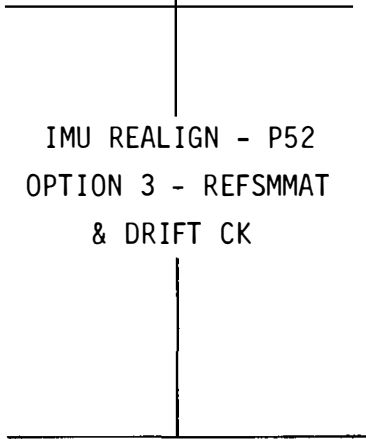 IMU REALIGN - P52
OPTION 3 - REFSMMAT
& DRIFT CK